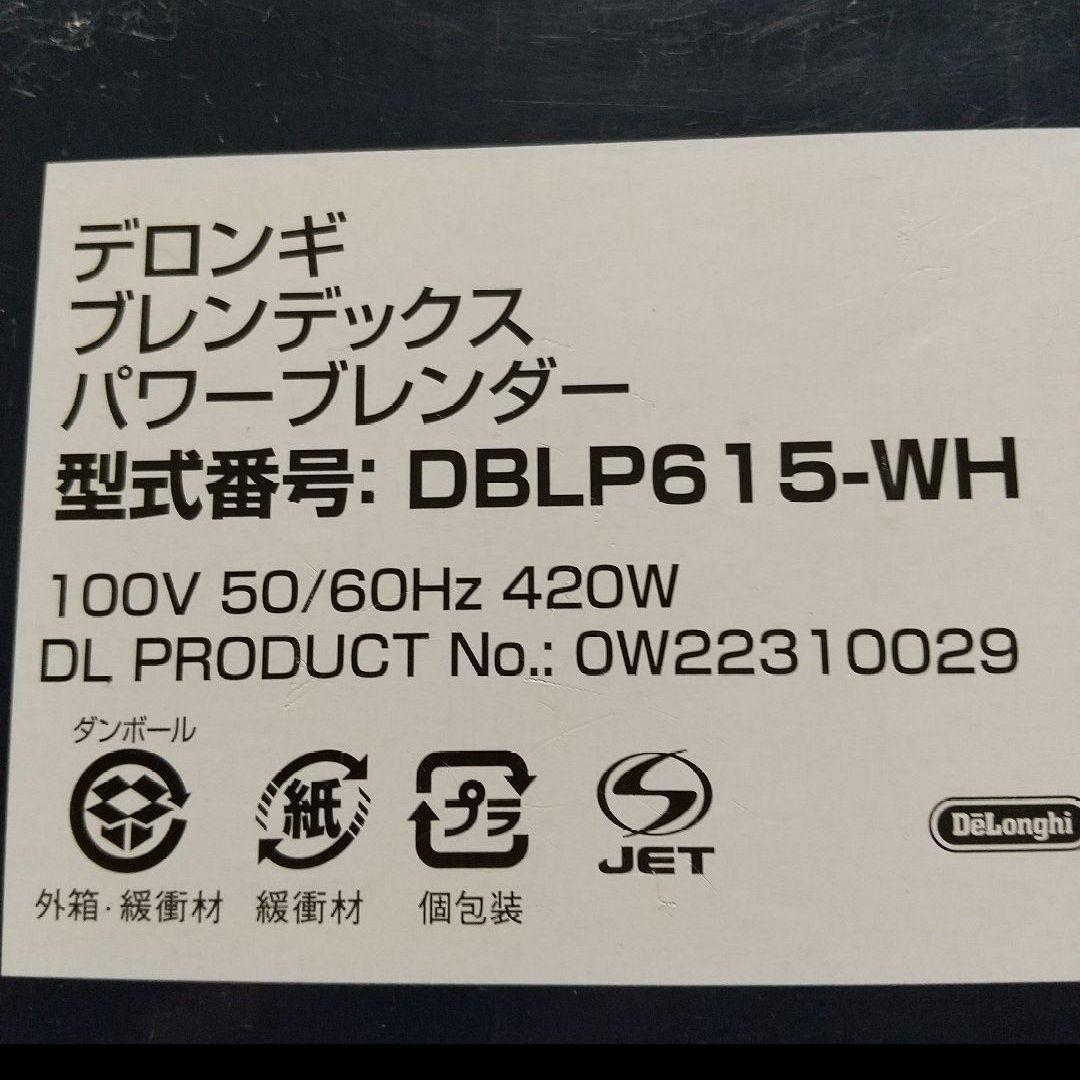 デロンギ
ブレンデックス
パワーブレンダー
型式番号: DBLP615-WH
100V 50/60Hz 420W
DL PRODUCT No.: 0W22310029
ダンボール
紙
プラ
JET
DēLonghi
外箱・緩衝材
緩衝材
個包装